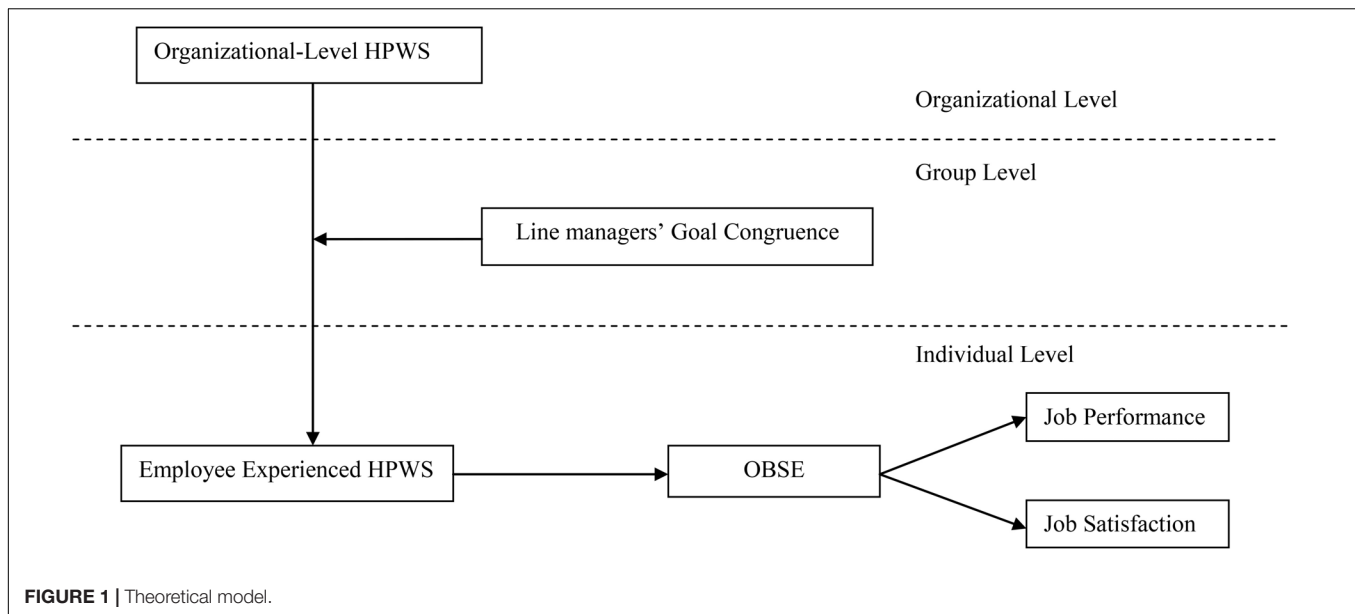 Organizational-Level HPWS
Organizational Level
Group Level
Line managers’ Goal Congruence
Individual Level
Job Performance
Employee Experienced HPWS
OBSE
Job Satisfaction
FIGURE 1 | Theoretical model.